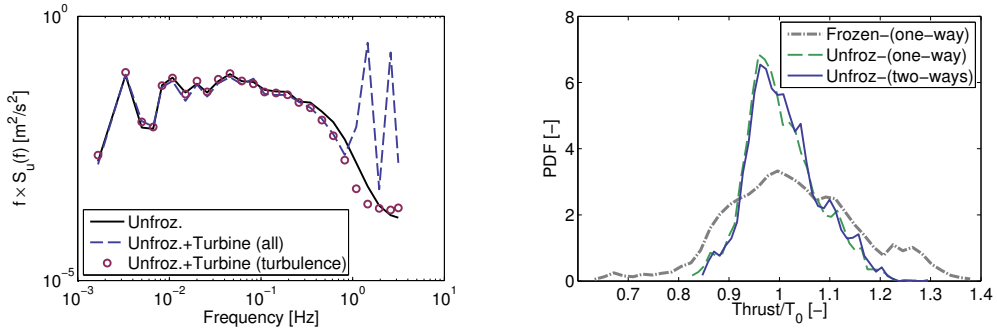 10^0
f × S_u(f) [m^2/s^2]
10^-5
10^-3
10^-2
10^-1
10^0
10^1
Frequency [Hz]
Unfroz.
Unfroz.+Turbine (all)
Unfroz.+Turbine (turbulence)
8
6
4
2
0
PDF [-]
0.7
0.8
0.9
1
1.1
1.2
1.3
1.4
Thrust/T_0 [-]
Frozen-(one-way)
Unfroz-(one-way)
Unfroz-(two-ways)